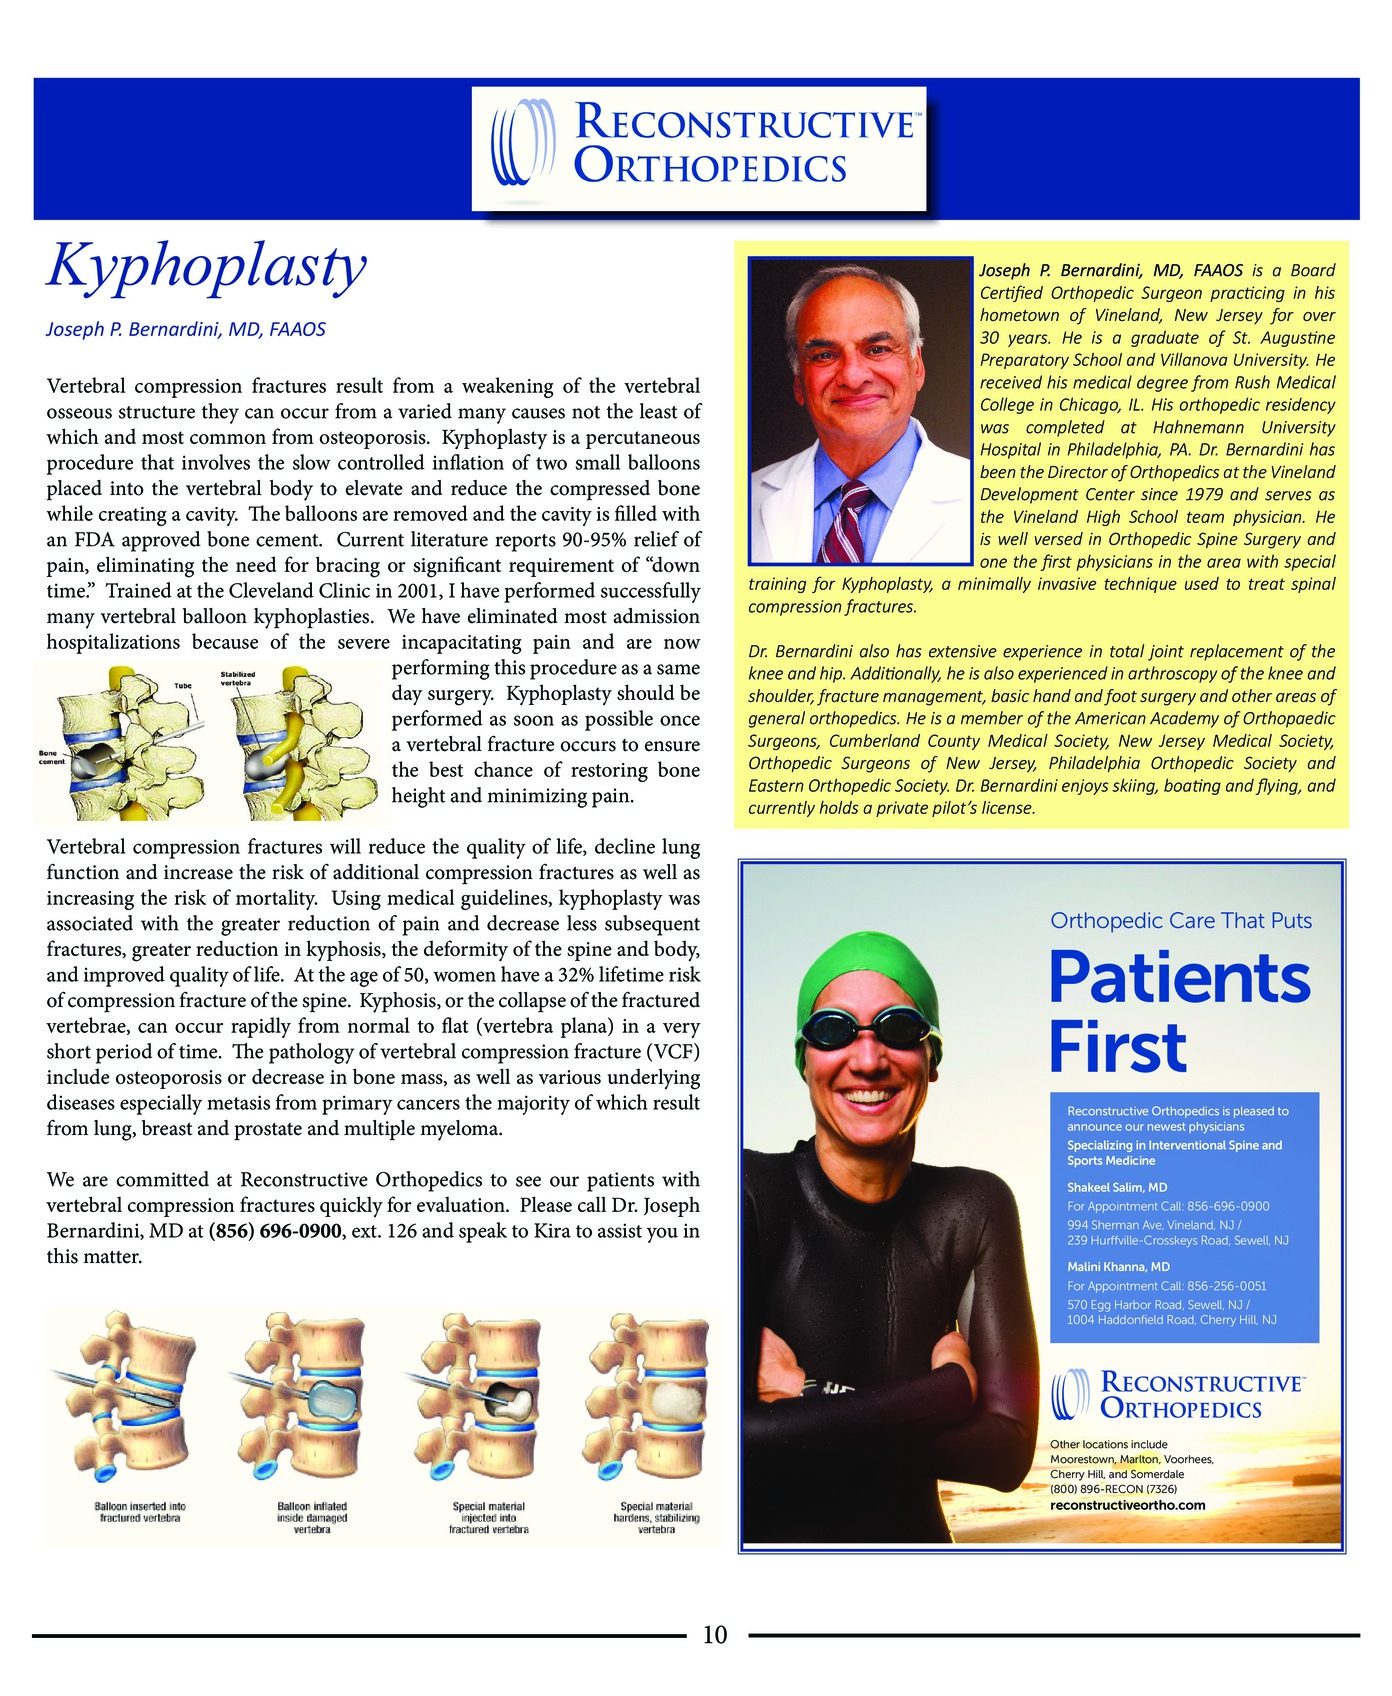 RECONSTRUCTIVE™
ORTHOPEDICS
Kyphoplasty
Joseph P. Bernardini, MD, FAAOS
Vertebral compression fractures result from a weakening of the vertebral
osseous structure they can occur from a varied many causes not the least of
which and most common from osteoporosis.  Kyphoplasty is a percutaneous
procedure that involves the slow controlled inflation of two small balloons
placed into the vertebral body to elevate and reduce the compressed bone
while creating a cavity.  The balloons are removed and the cavity is filled with
an FDA approved bone cement.  Current literature reports 90-95% relief of
pain, eliminating the need for bracing or significant requirement of “down
time.”  Trained at the Cleveland Clinic in 2001, I have performed successfully
many vertebral balloon kyphoplasties.  We have eliminated most admission
hospitalizations because of the severe incapacitating pain and are now
performing this procedure as a same
day surgery.  Kyphoplasty should be
performed as soon as possible once
a vertebral fracture occurs to ensure
the best chance of restoring bone
height and minimizing pain.
Tube
Stabilized
vertebra
Bone
cement
Vertebral compression fractures will reduce the quality of life, decline lung
function and increase the risk of additional compression fractures as well as
increasing the risk of mortality.  Using medical guidelines, kyphoplasty was
associated with the greater reduction of pain and decrease less subsequent
fractures, greater reduction in kyphosis, the deformity of the spine and body,
and improved quality of life.  At the age of 50, women have a 32% lifetime risk
of compression fracture of the spine.  Kyphosis, or the collapse of the fractured
vertebrae, can occur rapidly from normal to flat (vertebra plana) in a very
short period of time.  The pathology of vertebral compression fracture (VCF)
include osteoporosis or decrease in bone mass, as well as various underlying
diseases especially metasis from primary cancers the majority of which result
from lung, breast and prostate and multiple myeloma.
We are committed at Reconstructive Orthopedics to see our patients with
vertebral compression fractures quickly for evaluation.  Please call Dr. Joseph
Bernardini, MD at (856) 696-0900, ext. 126 and speak to Kira to assist you in
this matter.
Balloon inserted into
fractured vertebra
Balloon inflated
inside damaged
vertebra
Special material
injected into
fractured vertebra
Special material
hardens, stabilizing
vertebra
Joseph P. Bernardini, MD, FAAOS is a Board
Certified Orthopedic Surgeon practicing in his
hometown of Vineland, New Jersey for over
30 years. He is a graduate of St. Augustine
Preparatory School and Villanova University. He
received his medical degree from Rush Medical
College in Chicago, IL. His orthopedic residency
was completed at Hahnemann University
Hospital in Philadelphia, PA. Dr. Bernardini has
been the Director of Orthopedics at the Vineland
Development Center since 1979 and serves as
the Vineland High School team physician. He
is well versed in Orthopedic Spine Surgery and
one the first physicians in the area with special
training for Kyphoplasty, a minimally invasive technique used to treat spinal
compression fractures.
Dr. Bernardini also has extensive experience in total joint replacement of the
knee and hip. Additionally, he is also experienced in arthroscopy of the knee and
shoulder, fracture management, basic hand and foot surgery and other areas of
general orthopedics. He is a member of the American Academy of Orthopaedic
Surgeons, Cumberland County Medical Society, New Jersey Medical Society,
Orthopedic Surgeons of New Jersey, Philadelphia Orthopedic Society and
Eastern Orthopedic Society. Dr. Bernardini enjoys skiing, boating and flying, and
currently holds a private pilot’s license.
Orthopedic Care That Puts
Patients
First
Reconstructive Orthopedics is pleased to
announce our newest physicians
Specializing in Interventional Spine and
Sports Medicine
Shakeel Salim, MD
For Appointment Call: 856-696-0900
994 Sherman Ave, Vineland, NJ /
239 Hurffville-Crosskeys Road, Sewell, NJ
Malini Khanna, MD
For Appointment Call: 856-256-0051
570 Egg Harbor Road, Sewell, NJ /
1004 Haddonfield Road, Cherry Hill, NJ
RECONSTRUCTIVE™
ORTHOPEDICS
Other locations include
Moorestown, Marlton, Voorhees,
Cherry Hill, and Somerdale
(800) 896-RECON (7326)
reconstructiveortho.com
10